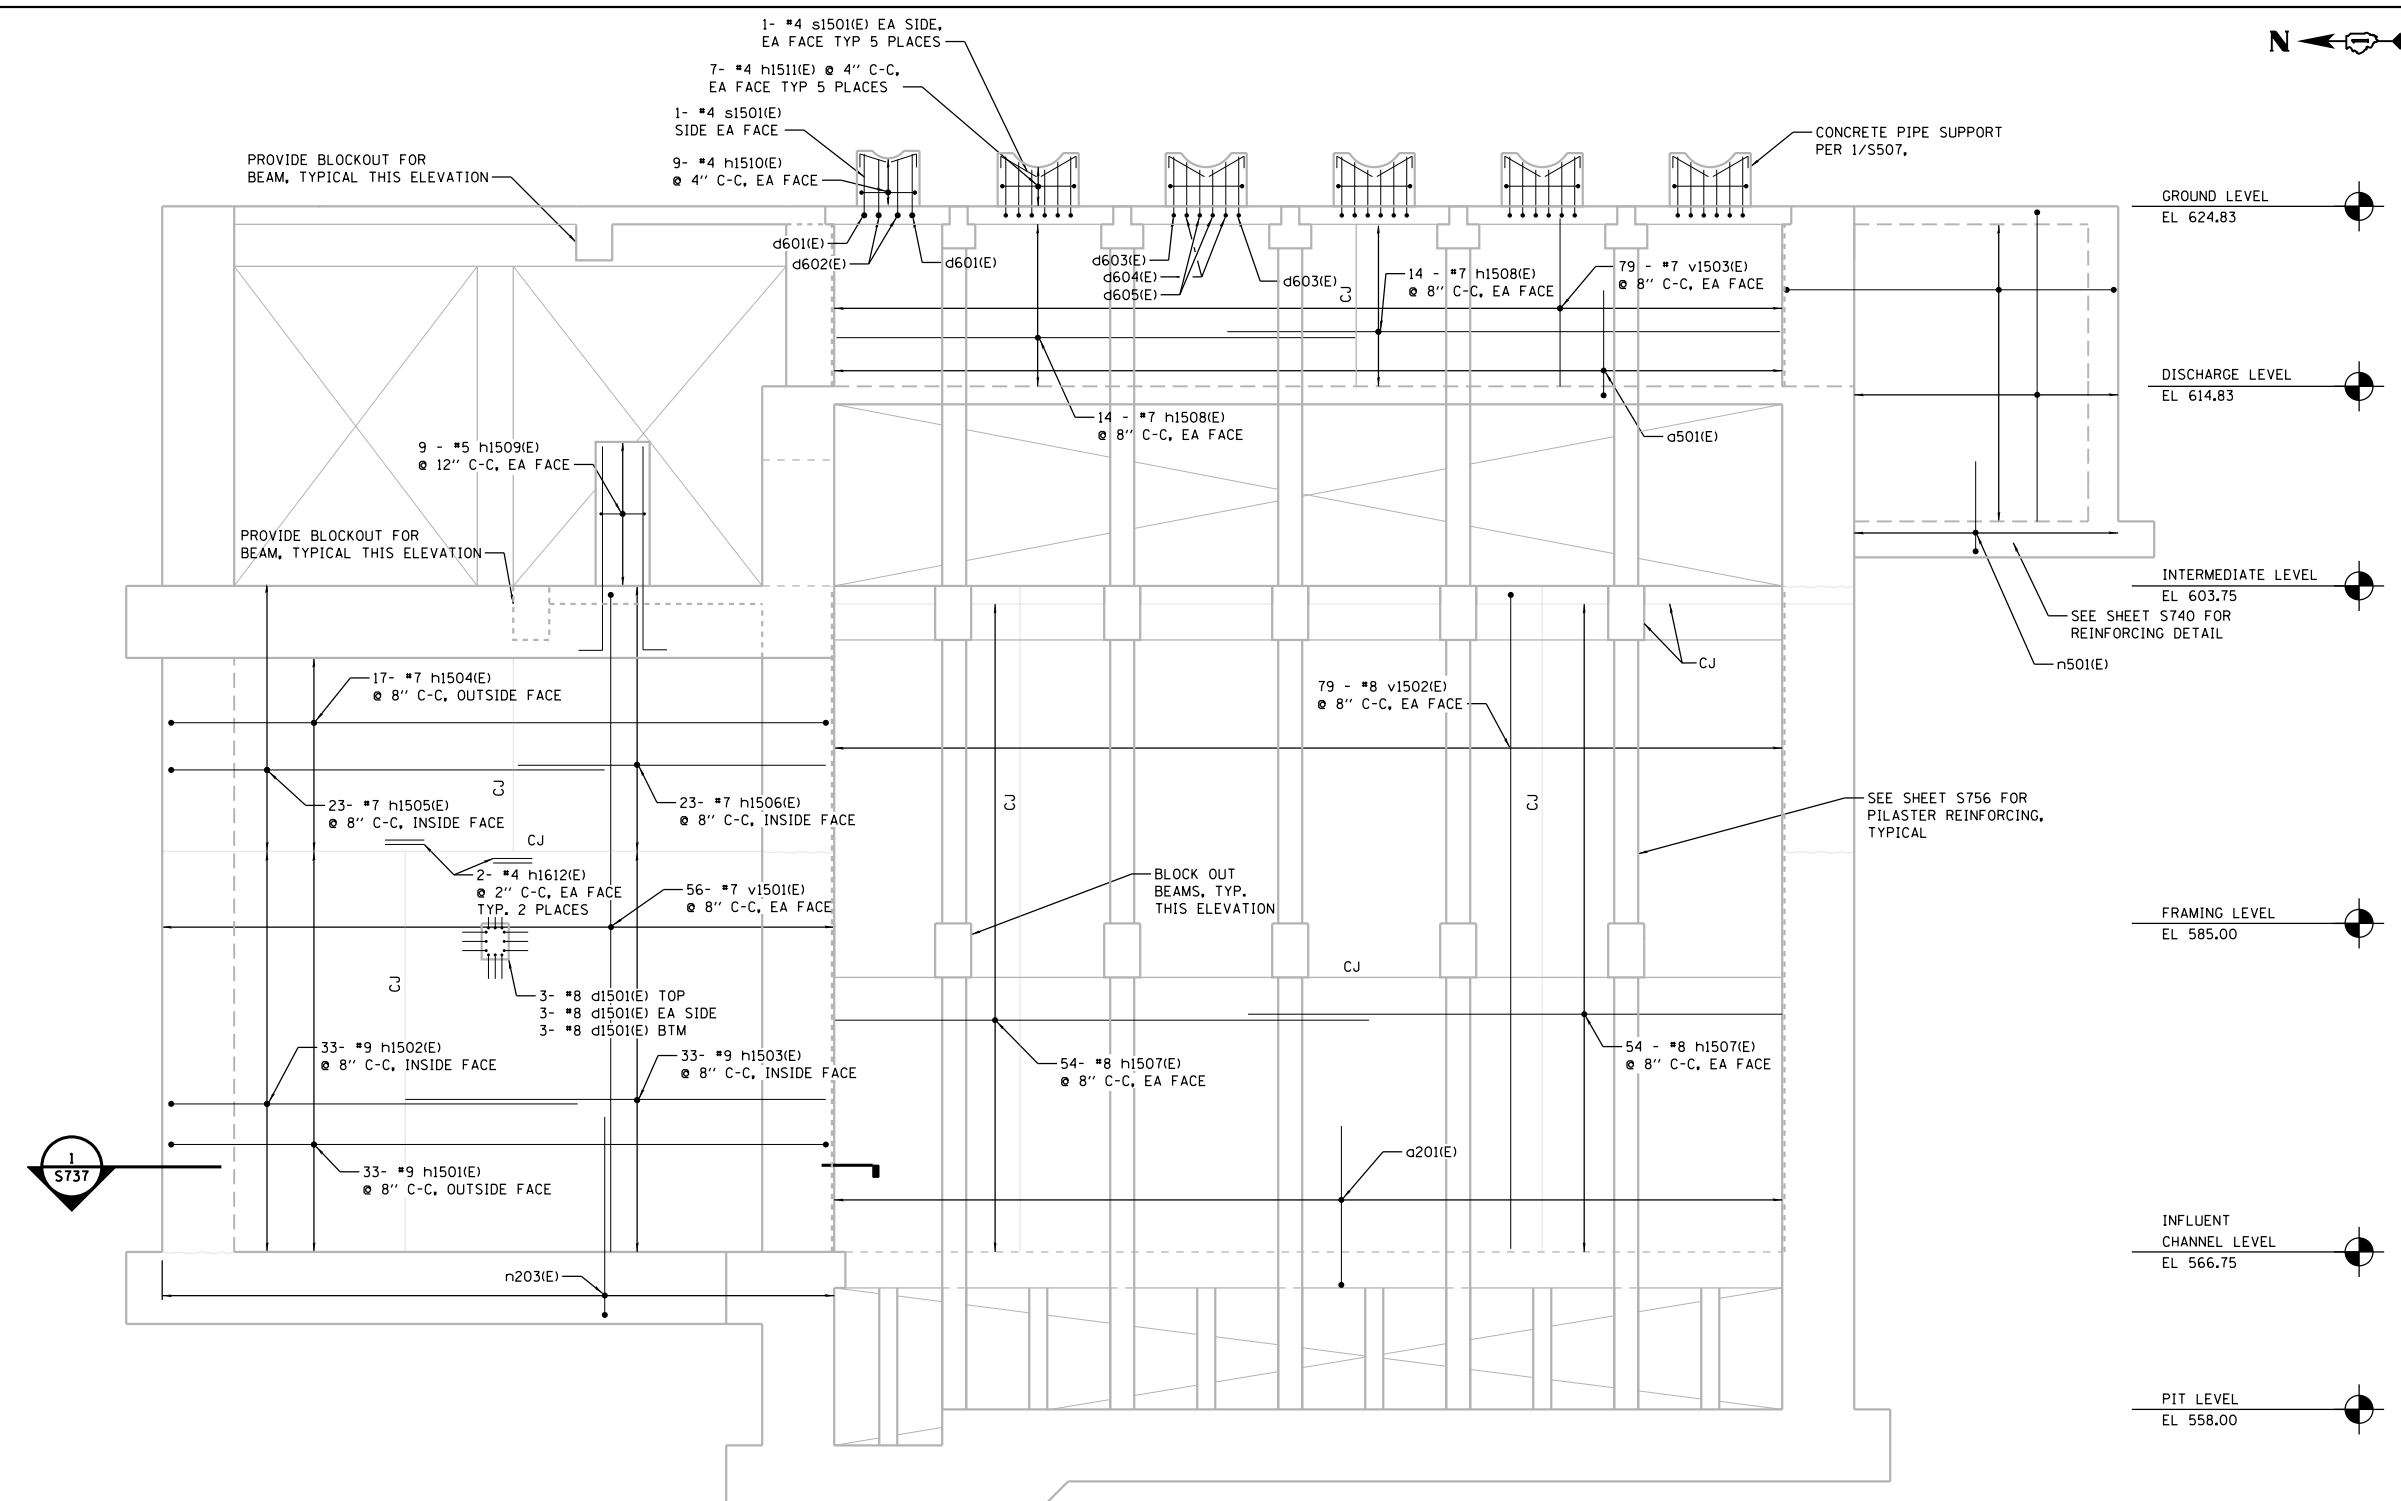 1- #4 s1501(E) EA SIDE,
EA FACE TYP 5 PLACES
N
7- #4 h1511(E) @ 4" C-C,
EA FACE TYP 5 PLACES
1- #4 s1501(E)
SIDE EA FACE
CONCRETE PIPE SUPPORT
PER 1/S507,
PROVIDE BLOCKOUT FOR
BEAM, TYPICAL THIS ELEVATION
9- #4 h1510(E)
@ 4" C-C, EA FACE
GROUND LEVEL
EL 624.83
d601(E)
d602(E)
d601(E)
d603(E)
d604(E)
d605(E)
d603(E)
CJ
14 - #7 h1508(E)
@ 8" C-C, EA FACE
79 - #7 v1503(E)
@ 8" C-C, EA FACE
DISCHARGE LEVEL
EL 614.83
14 - #7 h1508(E)
@ 8" C-C, EA FACE
a501(E)
9 - #5 h1509(E)
@ 12" C-C, EA FACE
PROVIDE BLOCKOUT FOR
BEAM, TYPICAL THIS ELEVATION
INTERMEDIATE LEVEL
EL 603.75
SEE SHEET S740 FOR
REINFORCING DETAIL
n501(E)
CJ
17- #7 h1504(E)
@ 8" C-C, OUTSIDE FACE
79 - #8 v1502(E)
@ 8" C-C, EA FACE
CJ
23- #7 h1505(E)
@ 8" C-C, INSIDE FACE
23- #7 h1506(E)
@ 8" C-C, INSIDE FACE
CJ
CJ
SEE SHEET S756 FOR
PILASTER REINFORCING,
TYPICAL
CJ
2- #4 h1612(E)
@ 2" C-C, EA FACE
TYP. 2 PLACES
56- #7 v1501(E)
@ 8" C-C, EA FACE
BLOCK OUT
BEAMS, TYP.
THIS ELEVATION
FRAMING LEVEL
EL 585.00
CJ
CJ
3- #8 d1501(E) TOP
3- #8 d1501(E) EA SIDE
3- #8 d1501(E) BTM
33- #9 h1502(E)
@ 8" C-C, INSIDE FACE
33- #9 h1503(E)
@ 8" C-C, INSIDE FACE
54- #8 h1507(E)
@ 8" C-C, EA FACE
54 - #8 h1507(E)
@ 8" C-C, EA FACE
1
S737
33- #9 h1501(E)
@ 8" C-C, OUTSIDE FACE
a201(E)
INFLUENT
CHANNEL LEVEL
EL 566.75
n203(E)
PIT LEVEL
EL 558.00